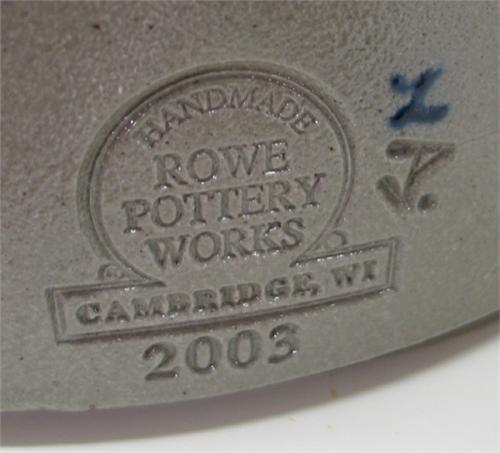 HANDMADE
ROWE
POTTERY
WORKS
CAMBRIDGE, WI
2003